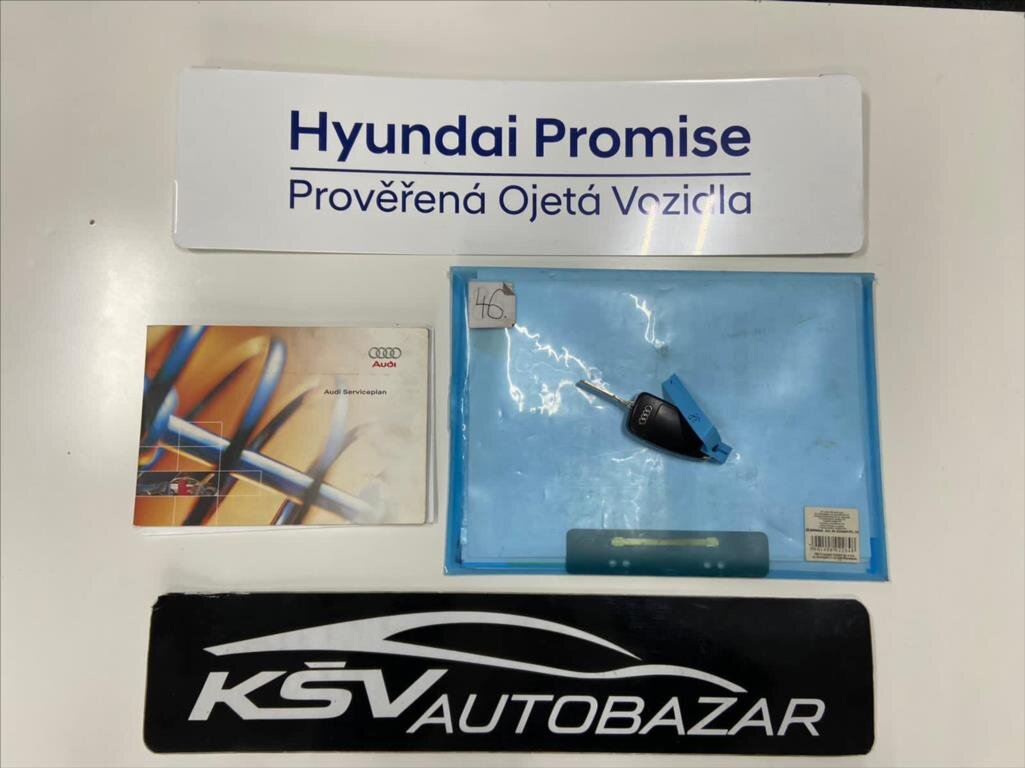 Hyundai Promise
Prověřená Ojetá Vozidla
46.
Audi
Audi Serviceplan
KŠV AUTOBAZAR